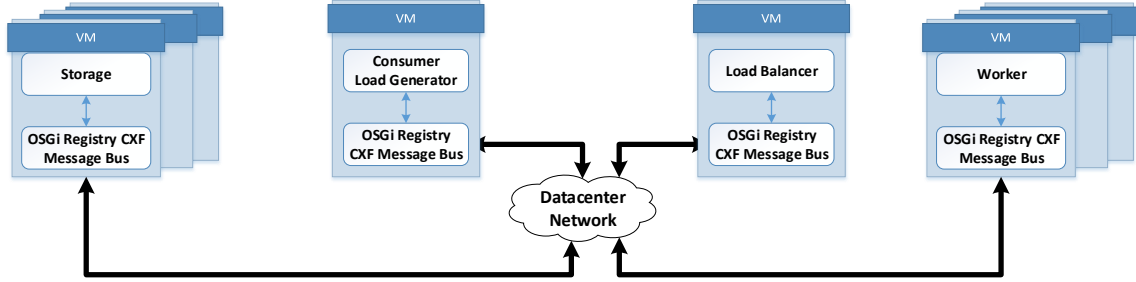 VM
Storage
OSGi Registry CXF
Message Bus
VM
Consumer
Load Generator
OSGi Registry
CXF Message Bus
VM
Load Balancer
OSGi Registry
CXF Message Bus
VM
Worker
OSGi Registry CXF
Message Bus
Datacenter
Network